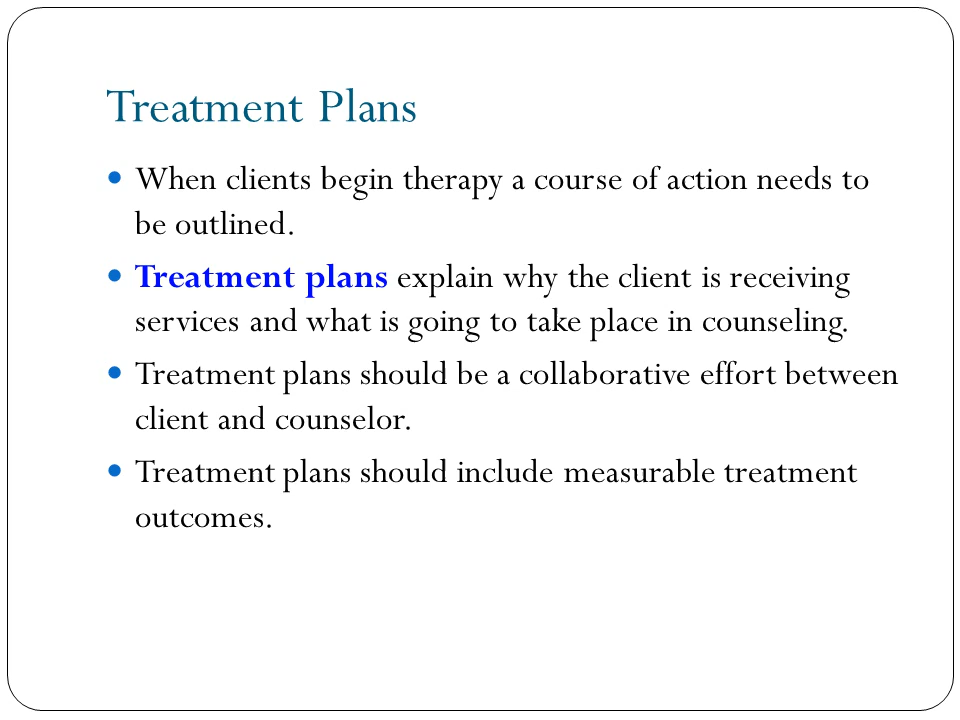 Treatment Plans
When clients begin therapy a course of action needs to
be outlined.
Treatment plans explain why the client is receiving
services and what is going to take place in counseling.
Treatment plans should be a collaborative effort between
client and counselor.
Treatment plans should include measurable treatment
outcomes.